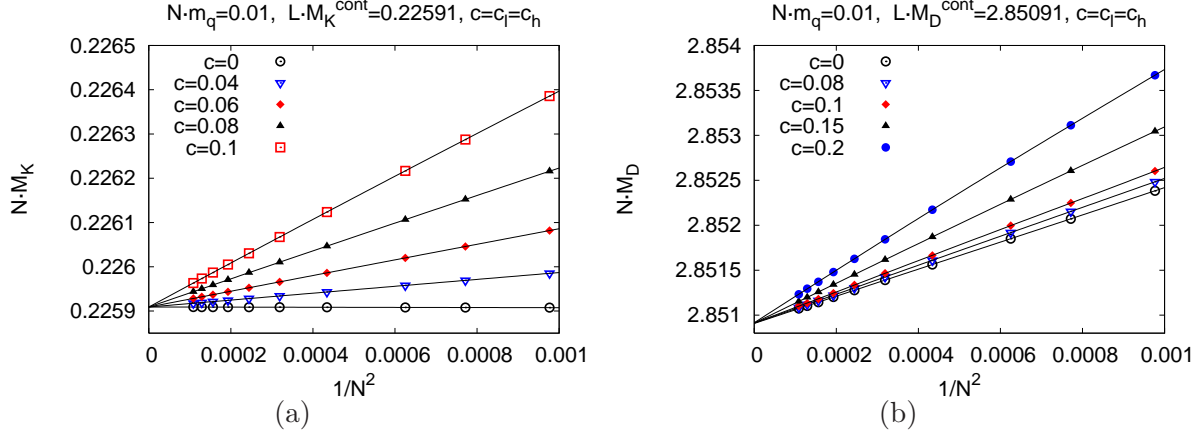 N·m_q=0.01, L·M_K^cont=0.22591, c=c_l=c_h
0.2265
0.2264
0.2263
0.2262
0.2261
0.226
0.2259
N·M_K
c=0
c=0.04
c=0.06
c=0.08
c=0.1
0 0.0002 0.0004 0.0006 0.0008 0.001
1/N^2
(a)
N·m_q=0.01, L·M_D^cont=2.85091, c=c_l=c_h
2.854
2.8535
2.853
2.8525
2.852
2.8515
2.851
N·M_D
c=0
c=0.08
c=0.1
c=0.15
c=0.2
0 0.0002 0.0004 0.0006 0.0008 0.001
1/N^2
(b)